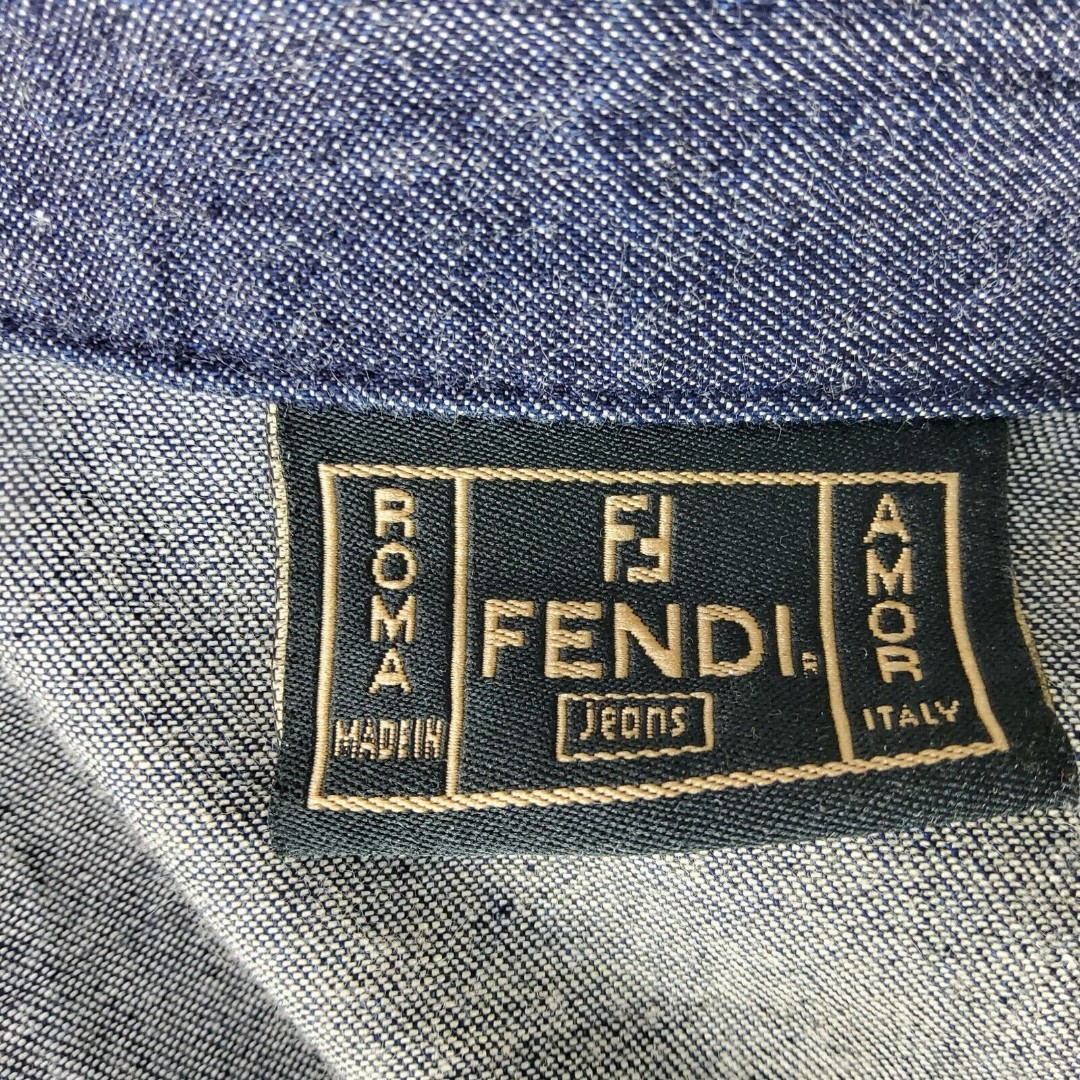 ROMA
MADE IN
FF
FENDI®
Jeans
AMOR
ITALY